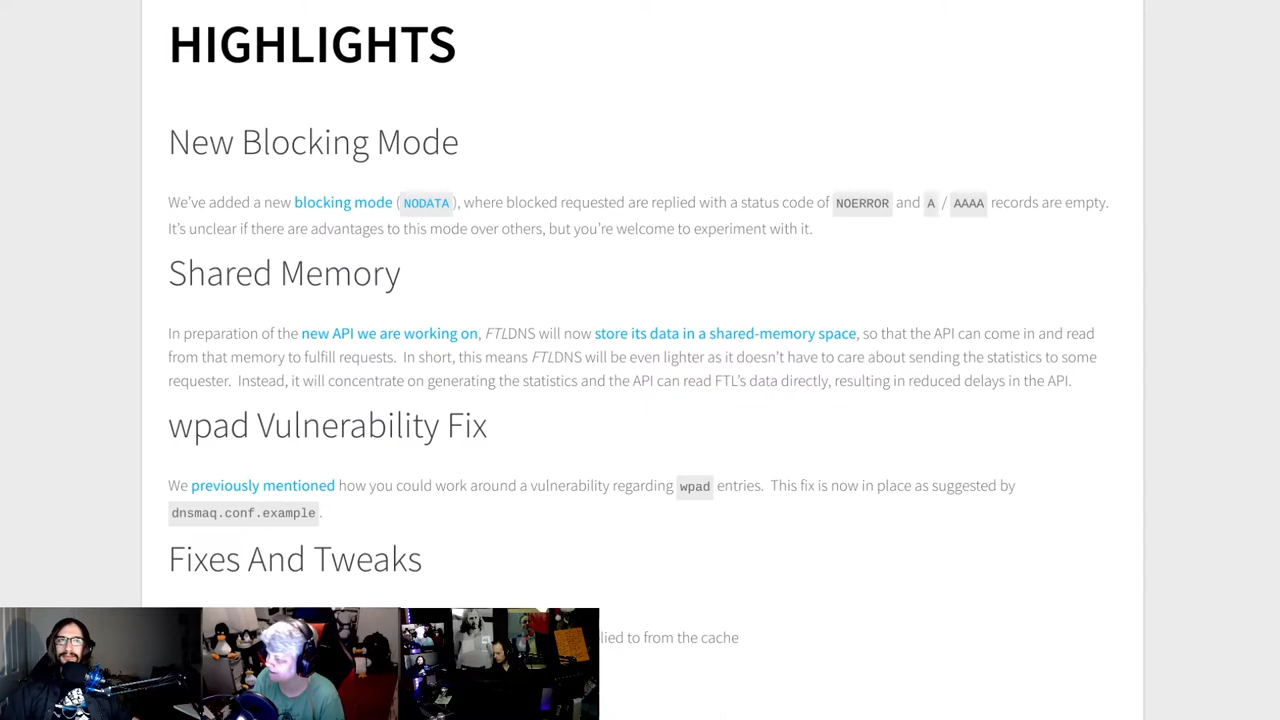 HIGHLIGHTS
New Blocking Mode
We've added a new blocking mode (NODATA), where blocked requested are replied with a status code of NOERROR and A / AAAA records are empty.
It's unclear if there are advantages to this mode over others, but you're welcome to experiment with it.
Shared Memory
In preparation of the new API we are working on, FTLDNS will now store its data in a shared-memory space, so that the API can come in and read
from that memory to fulfill requests. In short, this means FTLDNS will be even lighter as it doesn't have to care about sending the statistics to some
requester. Instead, it will concentrate on generating the statistics and the API can read FTL's data directly, resulting in reduced delays in the API.
wpad Vulnerability Fix
We previously mentioned how you could work around a vulnerability regarding wpad entries. This fix is now in place as suggested by
dnsmaq.conf.example.
Fixes And Tweaks
lied to from the cache